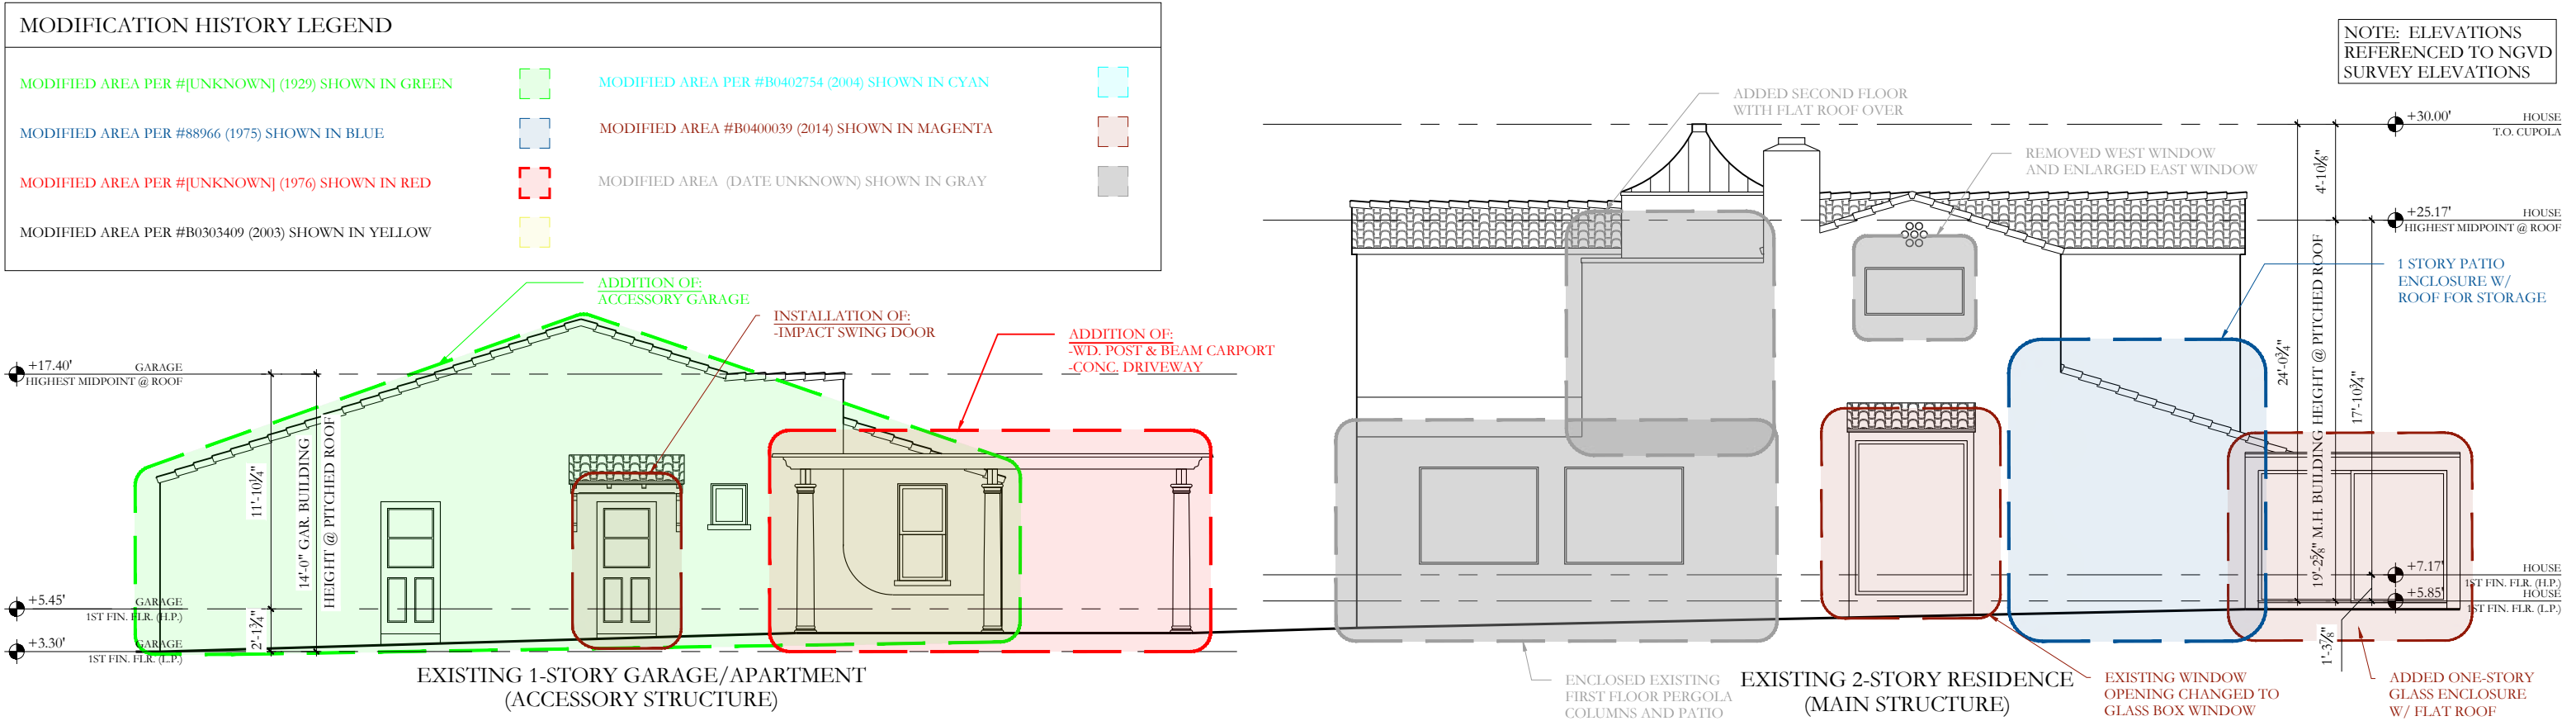 MODIFICATION HISTORY LEGEND
MODIFIED AREA PER #[UNKNOWN] (1929) SHOWN IN GREEN
MODIFIED AREA PER #88966 (1975) SHOWN IN BLUE
MODIFIED AREA PER #[UNKNOWN] (1976) SHOWN IN RED
MODIFIED AREA PER #B0303409 (2003) SHOWN IN YELLOW
MODIFIED AREA PER #B0402754 (2004) SHOWN IN CYAN
MODIFIED AREA #B0400039 (2014) SHOWN IN MAGENTA
MODIFIED AREA (DATE UNKNOWN) SHOWN IN GRAY
NOTE: ELEVATIONS
REFERENCED TO NGVD
SURVEY ELEVATIONS
ADDITION OF:
ACCESSORY GARAGE
INSTALLATION OF:
-IMPACT SWING DOOR
ADDITION OF:
-WD. POST & BEAM CARPORT
-CONC. DRIVEWAY
+17.40'
GARAGE
HIGHEST MIDPOINT @ ROOF
+5.45'
GARAGE
1ST FIN. FLR. (H.P.)
+3.30'
GARAGE
1ST FIN. FLR. (L.P.)
11'-10¼"
2'-1¾"
14'-0" GAR. BUILDING
HEIGHT @ PITCHED ROOF
EXISTING 1-STORY GARAGE/APARTMENT
(ACCESSORY STRUCTURE)
ADDED SECOND FLOOR
WITH FLAT ROOF OVER
REMOVED WEST WINDOW
AND ENLARGED EAST WINDOW
1 STORY PATIO
ENCLOSURE W/
ROOF FOR STORAGE
+30.00'
HOUSE
T.O. CUPOLA
+25.17'
HOUSE
HIGHEST MIDPOINT @ ROOF
+7.17'
HOUSE
1ST FIN. FLR. (H.P.)
+5.85'
HOUSE
1ST FIN. FLR. (L.P.)
4'-10⅛"
24'-0¾"
19'-2⅝" M.H. BUILDING HEIGHT @ PITCHED ROOF
17'-10¾"
1'-3⅞"
ENCLOSED EXISTING
FIRST FLOOR PERGOLA
COLUMNS AND PATIO
EXISTING 2-STORY RESIDENCE
(MAIN STRUCTURE)
EXISTING WINDOW
OPENING CHANGED TO
GLASS BOX WINDOW
ADDED ONE-STORY
GLASS ENCLOSURE
W/ FLAT ROOF